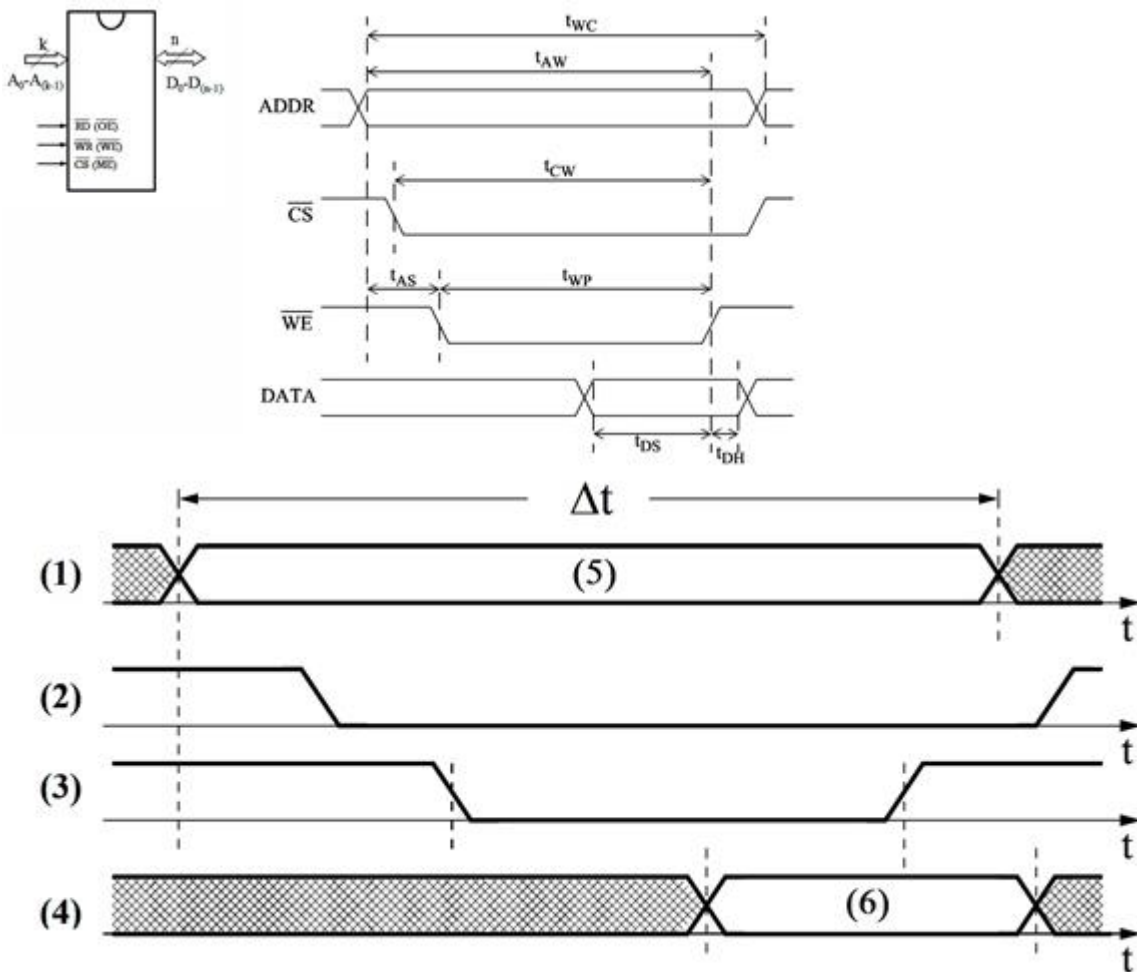 k
n
A0-A(k-1)
D0-D(n-1)
RD (OE)
WR (WE)
CS (ME)
tWC
tAW
ADDR
tCW
CS
tAS
tWP
WE
DATA
tDS
tDH
Δt
(1)
(5)
t
(2)
t
(3)
t
(4)
(6)
t